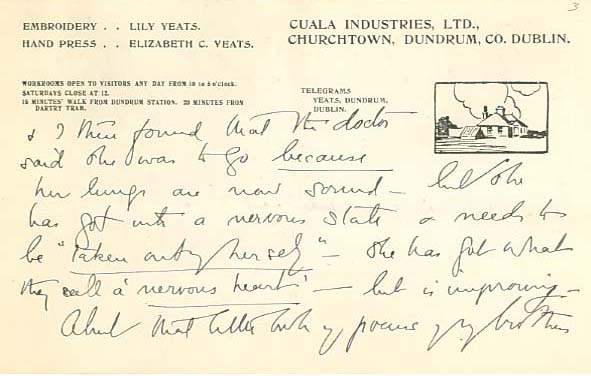 3
EMBROIDERY . . LILY YEATS.
HAND PRESS . . ELIZABETH C. YEATS.
CUALA INDUSTRIES, LTD.,
CHURCHTOWN, DUNDRUM, CO. DUBLIN.
WORKROOMS OPEN TO VISITORS ANY DAY FROM 10 to 5 o'clock.
SATURDAYS CLOSE AT 12.
15 MINUTES' WALK FROM DUNDRUM STATION. 20 MINUTES FROM
DARTRY TRAM.
TELEGRAMS
YEATS, DUNDRUM,
DUBLIN.
& I then found that the doctor
said she was to go because
her lungs are now sound — but she
has got into a nervous state & needs to
be "taken out of herself" — she has got what
they call a 'nervous heart' — but is improving —
About that little book of poems of my brothers